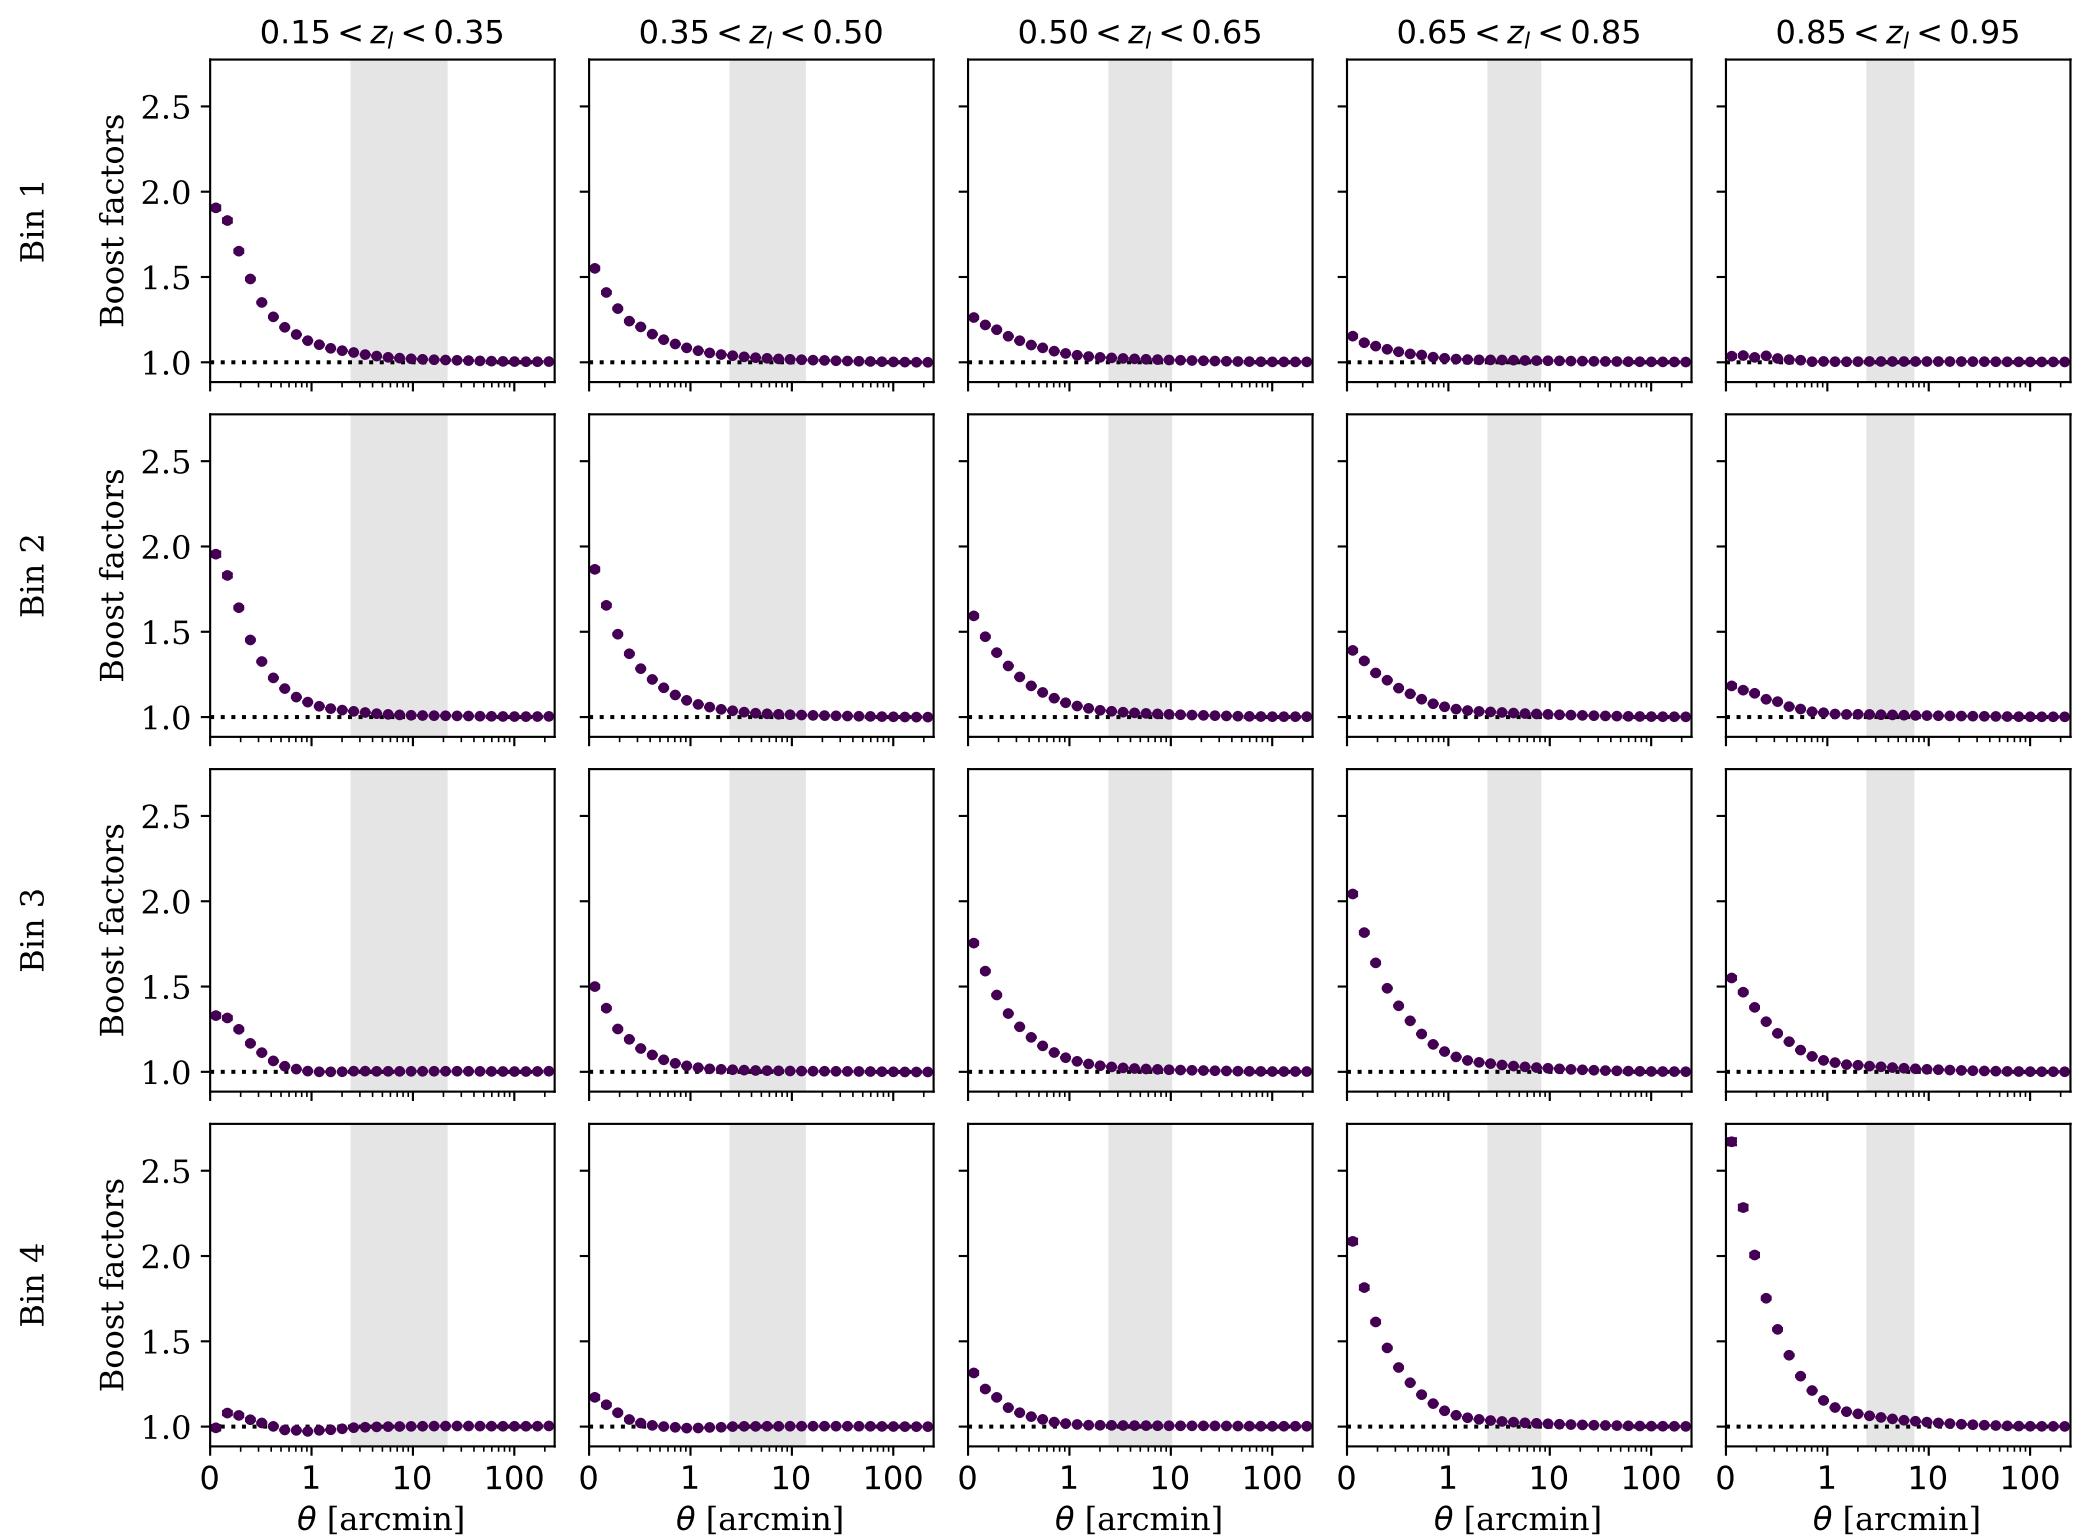 0.15 < z_l < 0.35 0.35 < z_l < 0.50 0.50 < z_l < 0.65 0.65 < z_l < 0.85 0.85 < z_l < 0.95
Bin 1
Boost factors
2.5
2.0
1.5
1.0
Bin 2
Boost factors
2.5
2.0
1.5
1.0
Bin 3
Boost factors
2.5
2.0
1.5
1.0
Bin 4
Boost factors
2.5
2.0
1.5
1.0
0 1 10 100 0 1 10 100 0 1 10 100 0 1 10 100 0 1 10 100
θ [arcmin] θ [arcmin] θ [arcmin] θ [arcmin] θ [arcmin]